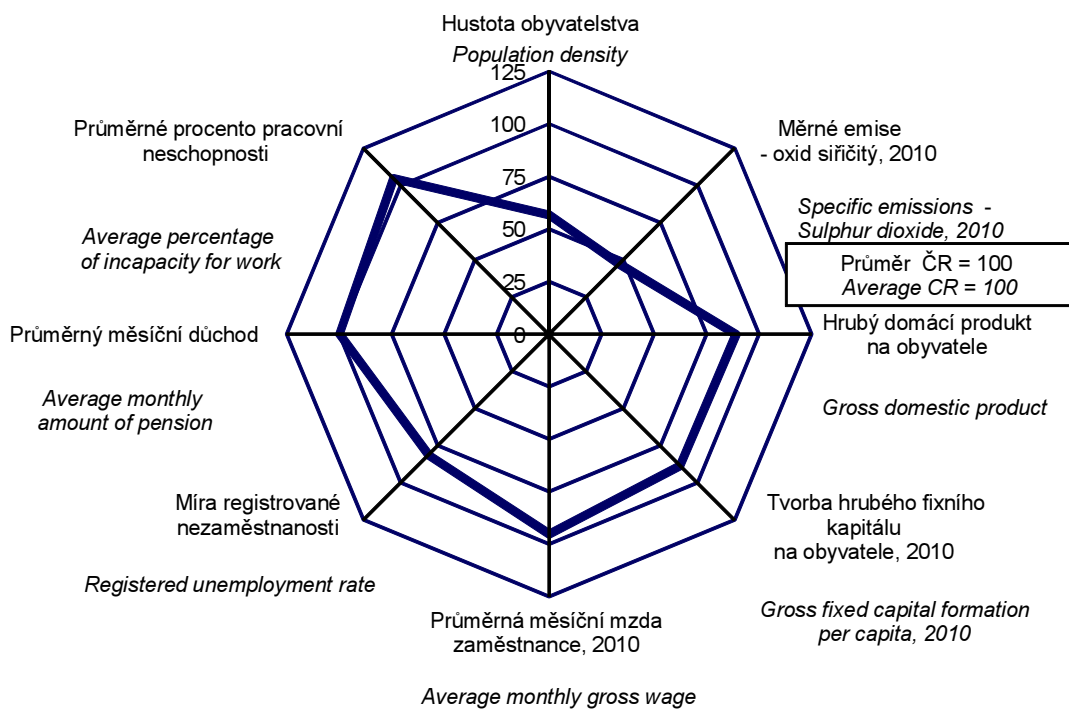 Hustota obyvatelstva
Population density
125
100
75
50
25
0
Měrné emise
- oxid siřičitý, 2010
Specific emissions -
Sulphur dioxide, 2010
Průměr ČR = 100
Average CR = 100
Hrubý domácí produkt
na obyvatele
Gross domestic product
Tvorba hrubého fixního
kapitálu
na obyvatele, 2010
Gross fixed capital formation
per capita, 2010
Průměrná měsíční mzda
zaměstnance, 2010
Average monthly gross wage
Míra registrované
nezaměstnanosti
Registered unemployment rate
Průměrný měsíční důchod
Average monthly
amount of pension
Průměrné procento pracovní
neschopnosti
Average percentage
of incapacity for work